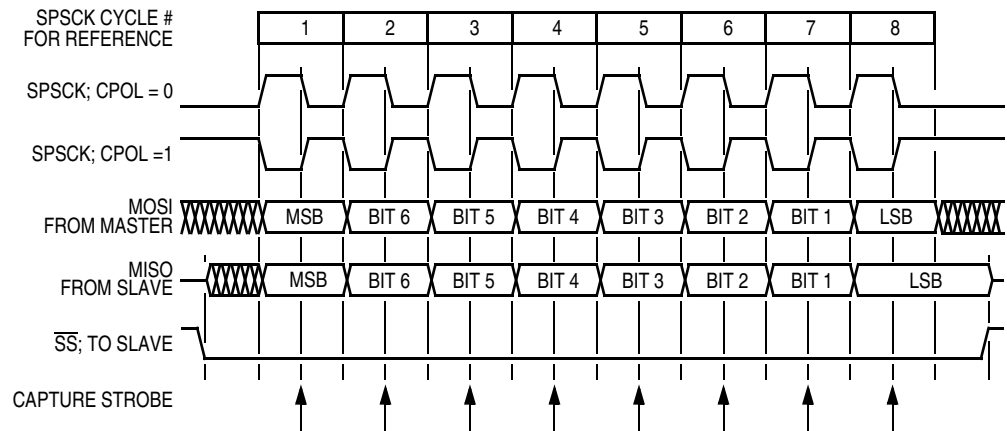 SPSCK CYCLE #
FOR REFERENCE
1 2 3 4 5 6 7 8
SPSCK; CPOL = 0
SPSCK; CPOL =1
MOSI
FROM MASTER
MSB BIT 6 BIT 5 BIT 4 BIT 3 BIT 2 BIT 1 LSB
MISO
FROM SLAVE
MSB BIT 6 BIT 5 BIT 4 BIT 3 BIT 2 BIT 1 LSB
S̅S̅; TO SLAVE
CAPTURE STROBE